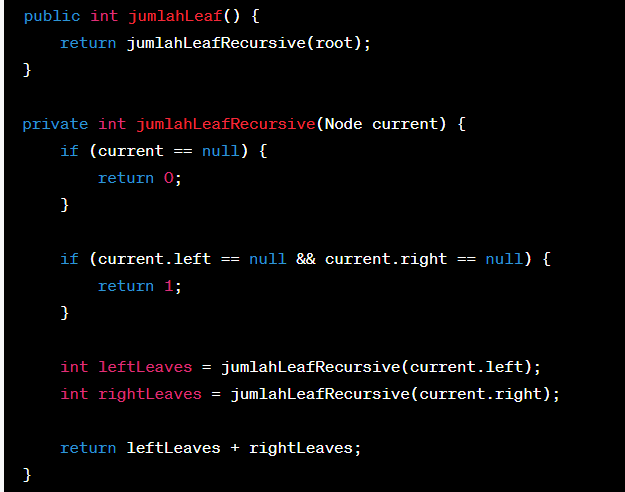 public int jumlahLeaf() {
    return jumlahLeafRecursive(root);
}

private int jumlahLeafRecursive(Node current) {
    if (current == null) {
        return 0;
    }

    if (current.left == null && current.right == null) {
        return 1;
    }

    int leftLeaves = jumlahLeafRecursive(current.left);
    int rightLeaves = jumlahLeafRecursive(current.right);

    return leftLeaves + rightLeaves;
}